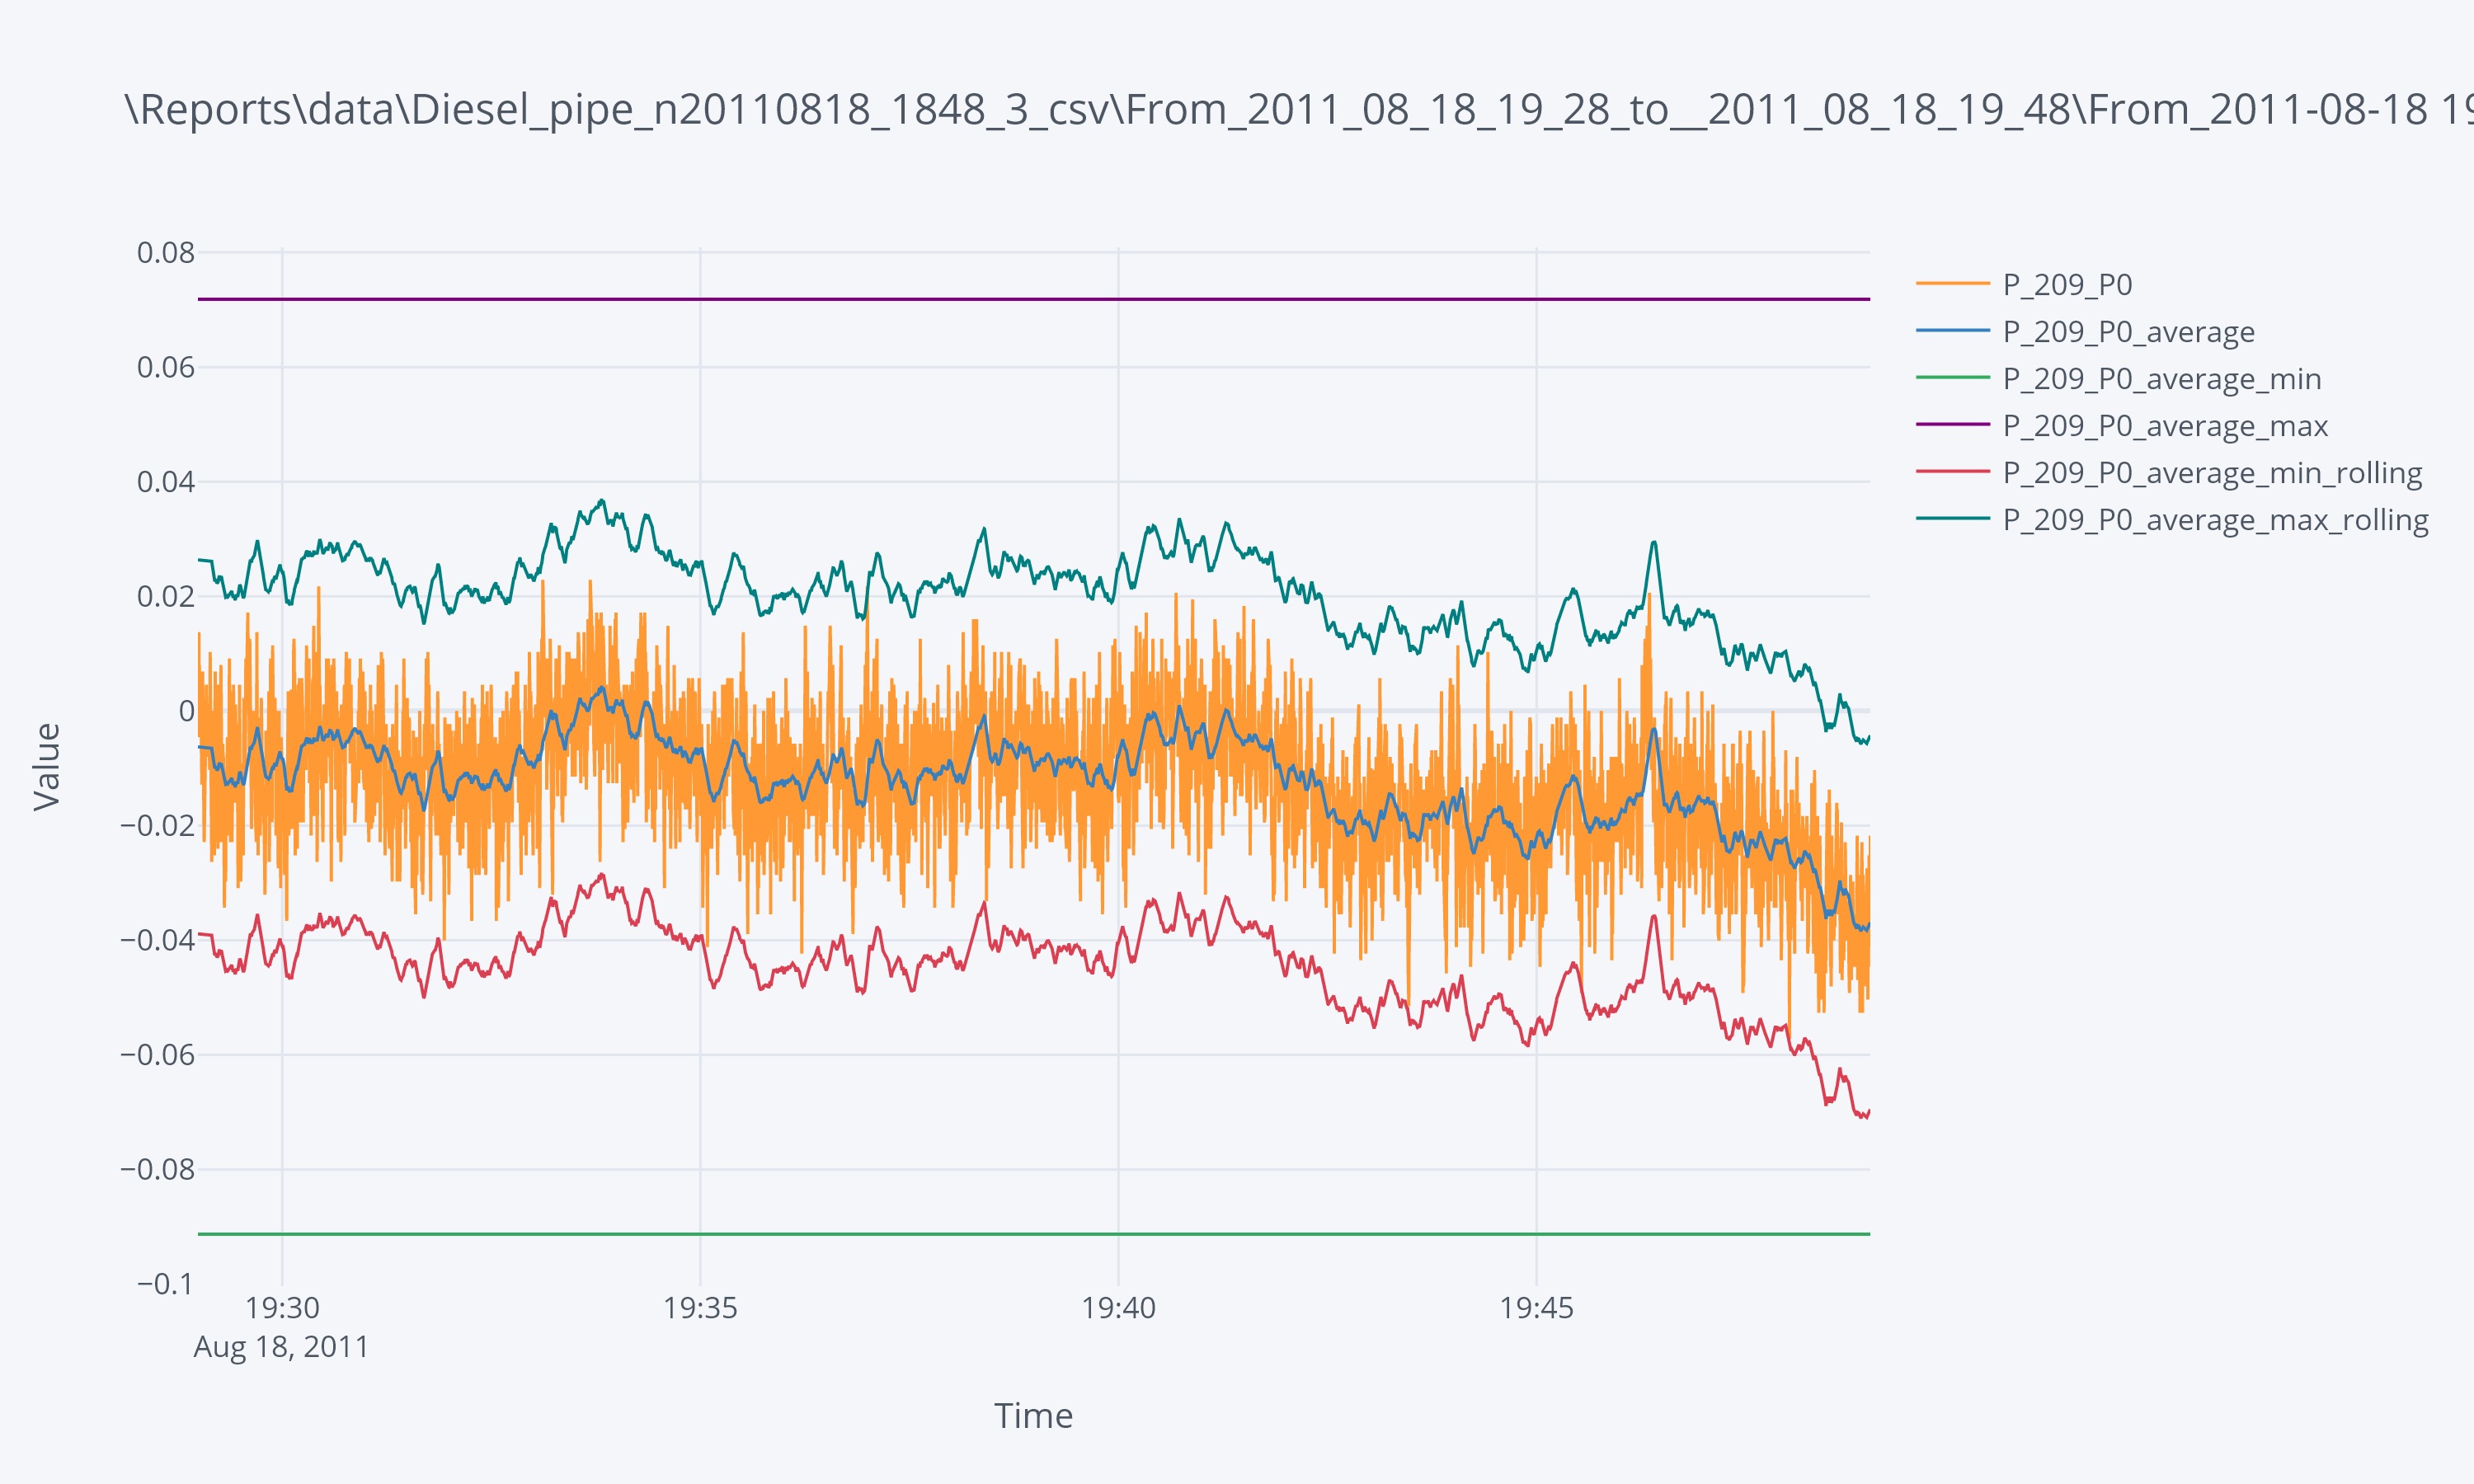 \Reports\data\Diesel_pipe_n20110818_1848_3_csv\From_2011_08_18_19_28_to__2011_08_18_19_48\From_2011-08-18 19
0.08
0.06
0.04
0.02
0
−0.02
−0.04
−0.06
−0.08
−0.1
Value
19:30
Aug 18, 2011
19:35
19:40
19:45
Time
P_209_P0
P_209_P0_average
P_209_P0_average_min
P_209_P0_average_max
P_209_P0_average_min_rolling
P_209_P0_average_max_rolling